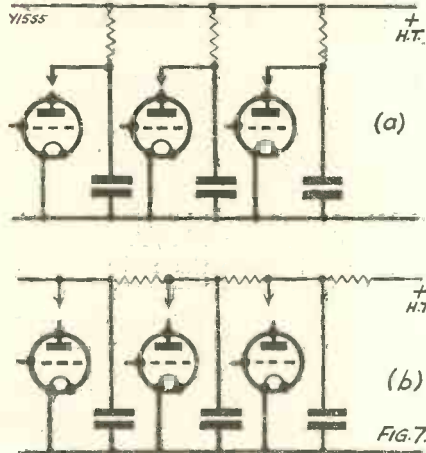 Y1555
+
H.T.
(a)
+
H.T.
(b)
FIG.7.